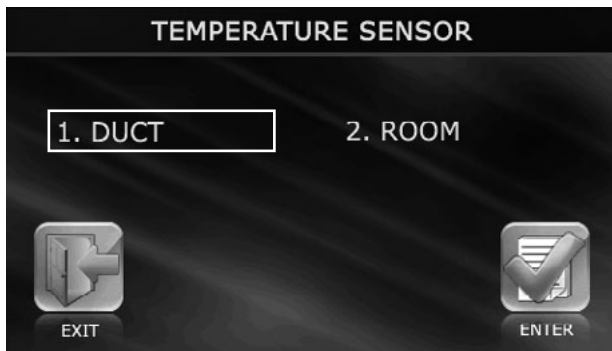 TEMPERATURE SENSOR
1. DUCT 2. ROOM
EXIT ENTER